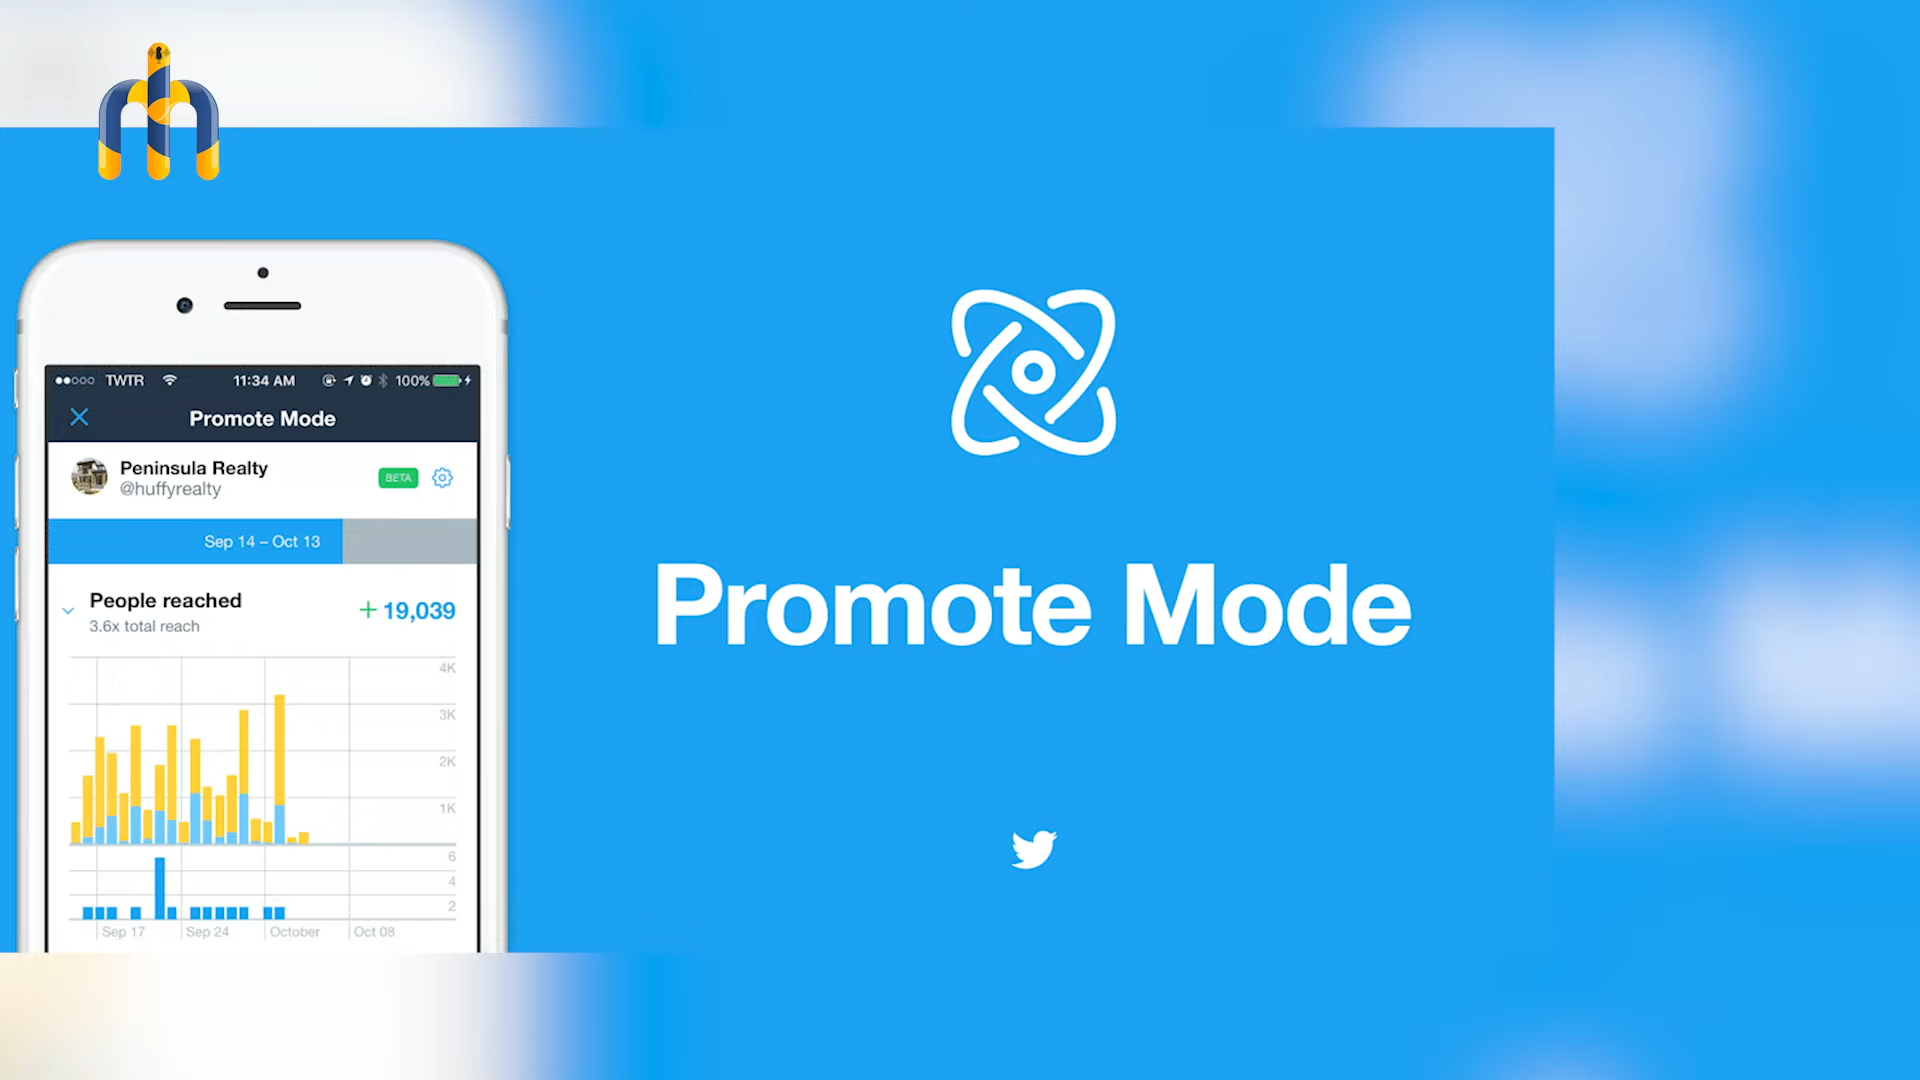 TWTR 11:34 AM 100%
Promote Mode
Peninsula Realty
@huffyrealty
BETA
Sep 14 – Oct 13
People reached
3.6x total reach
+ 19,039
4K
3K
2K
1K
6
4
2
Sep 17 Sep 24 October Oct 08
Promote Mode